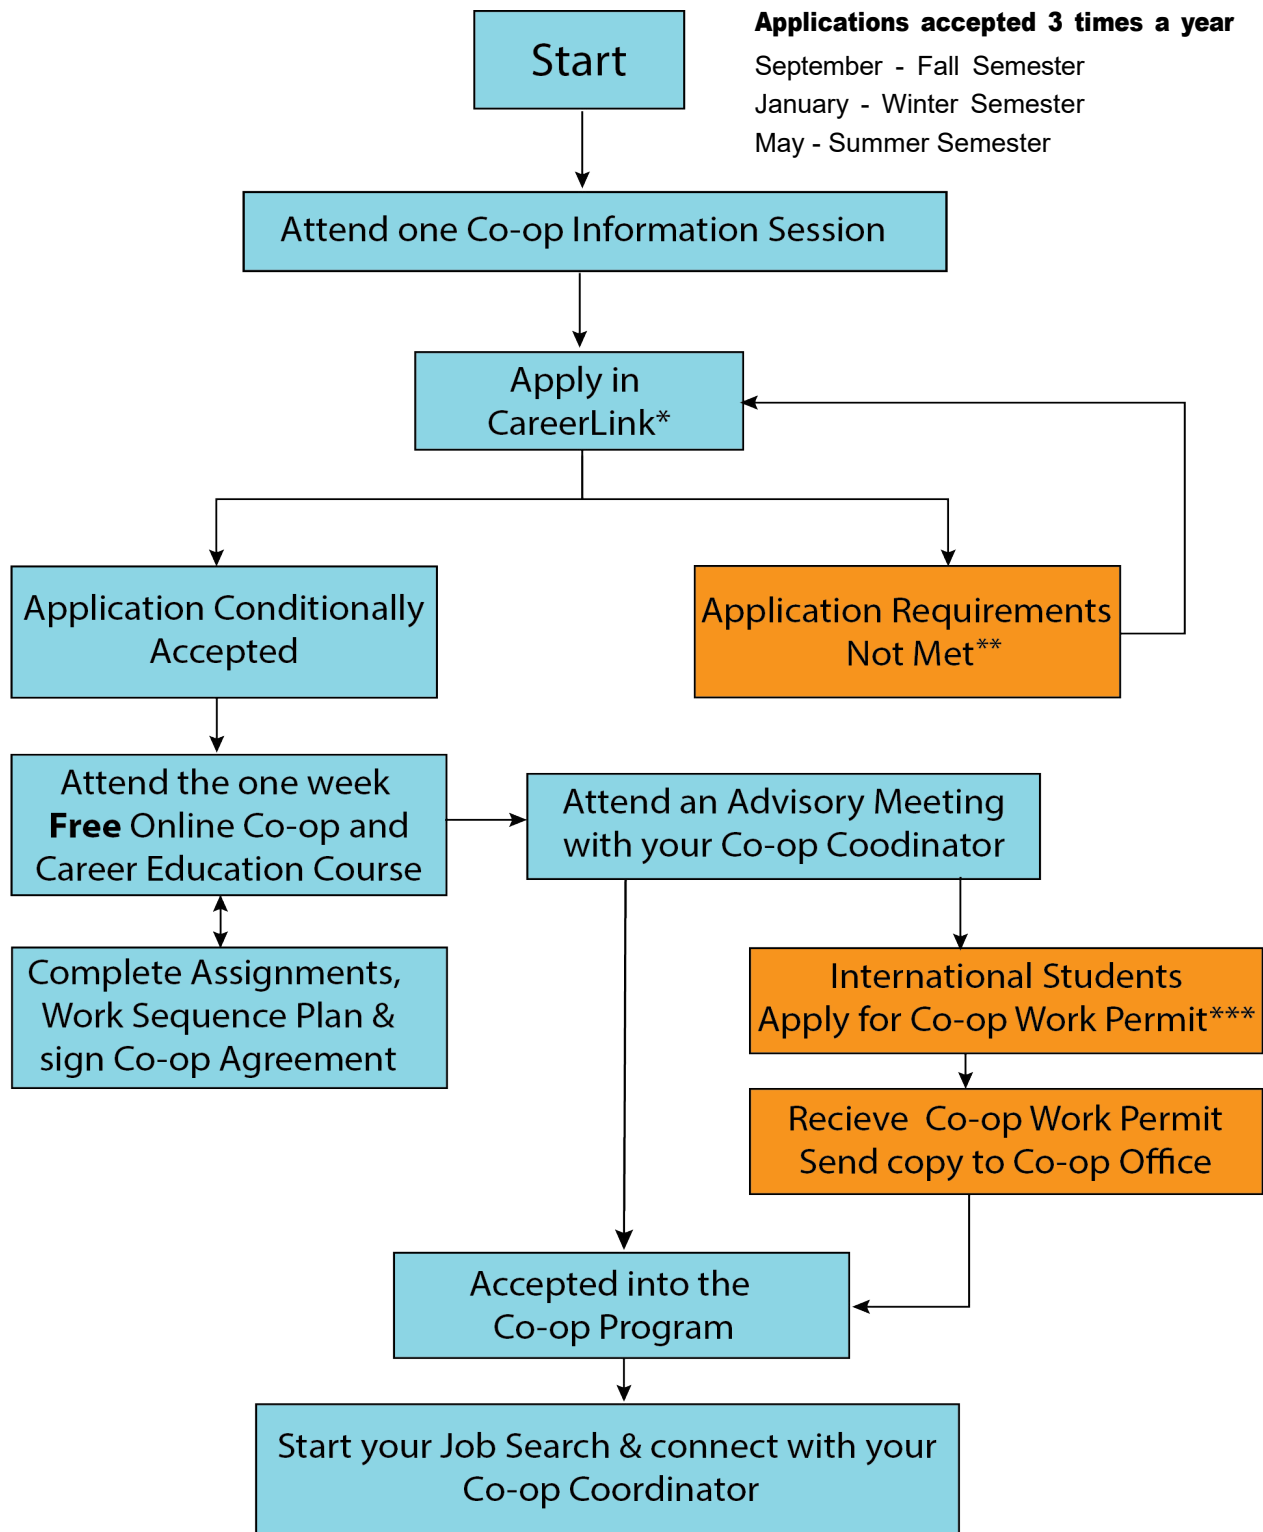 Start
Applications accepted 3 times a year
September - Fall Semester
January - Winter Semester
May - Summer Semester
Attend one Co-op Information Session
Apply in
CareerLink*
Application Conditionally
Accepted
Application Requirements
Not Met**
Attend the one week
Free Online Co-op and
Career Education Course
Attend an Advisory Meeting
with your Co-op Coodinator
Complete Assignments,
Work Sequence Plan &
sign Co-op Agreement
International Students
Apply for Co-op Work Permit***
Recieve Co-op Work Permit
Send copy to Co-op Office
Accepted into the
Co-op Program
Start your Job Search & connect with your
Co-op Coordinator